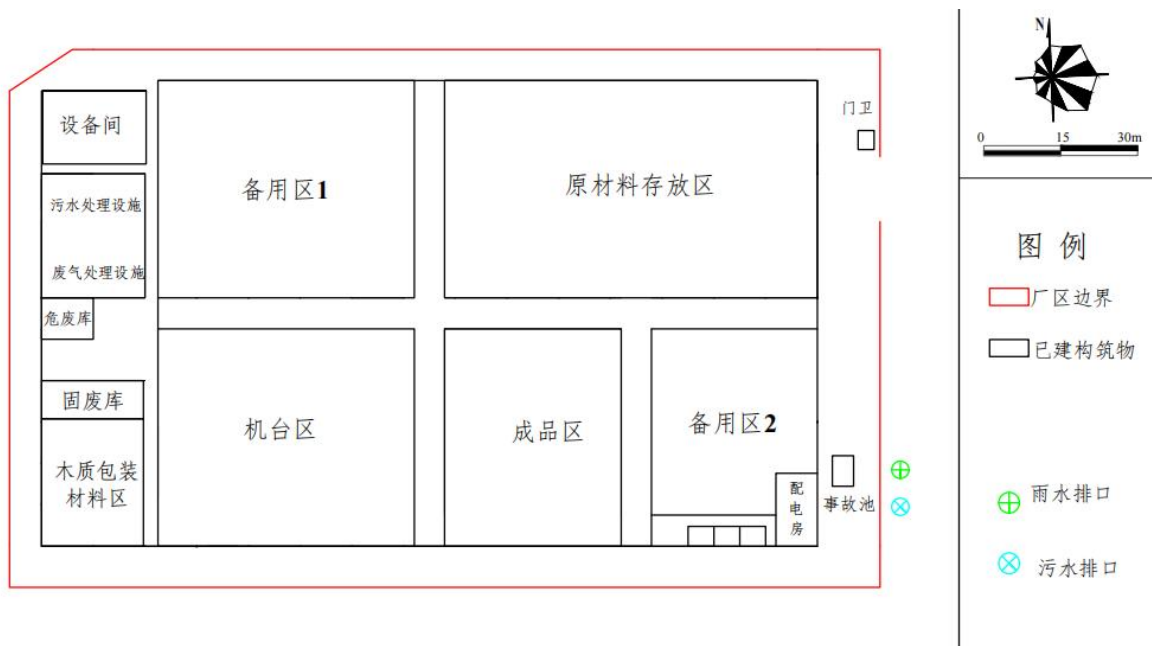 N
0 15 30m
门卫
设备间
备用区1
原材料存放区
污水处理设施
废气处理设施
危废库
固废库
木质包装
材料区
机台区
成品区
备用区2
配
电
房
事故池
图 例
厂区边界
已建构筑物
雨水排口
污水排口